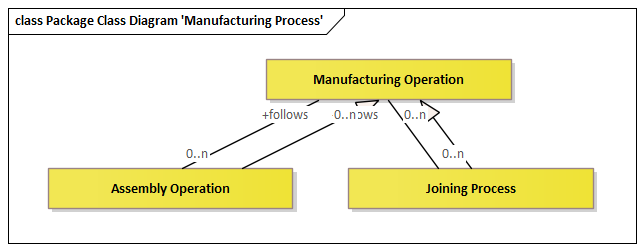 class Package Class Diagram 'Manufacturing Process'
Manufacturing Operation
+follows
0..n
0..n
0..n
0..n
Assembly Operation
Joining Process